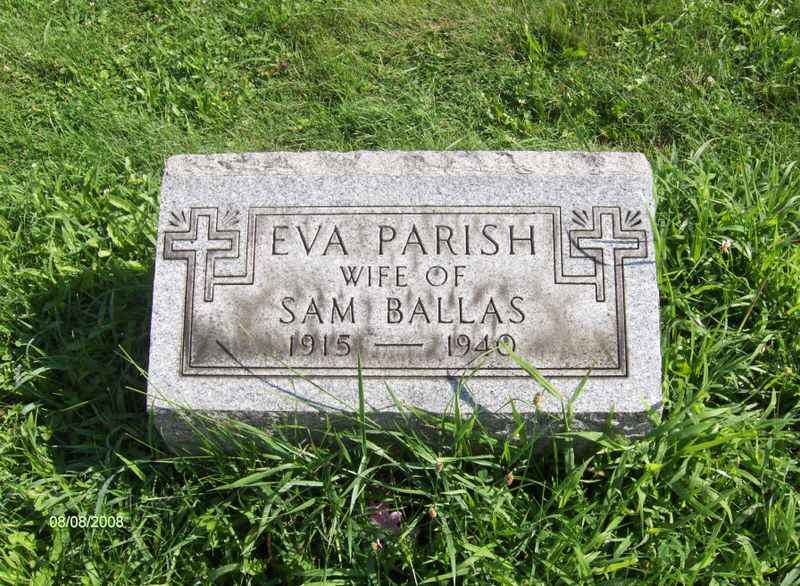 EVA PARISH
WIFE OF
SAM BALLAS
1915 — 1940
08/08/2008